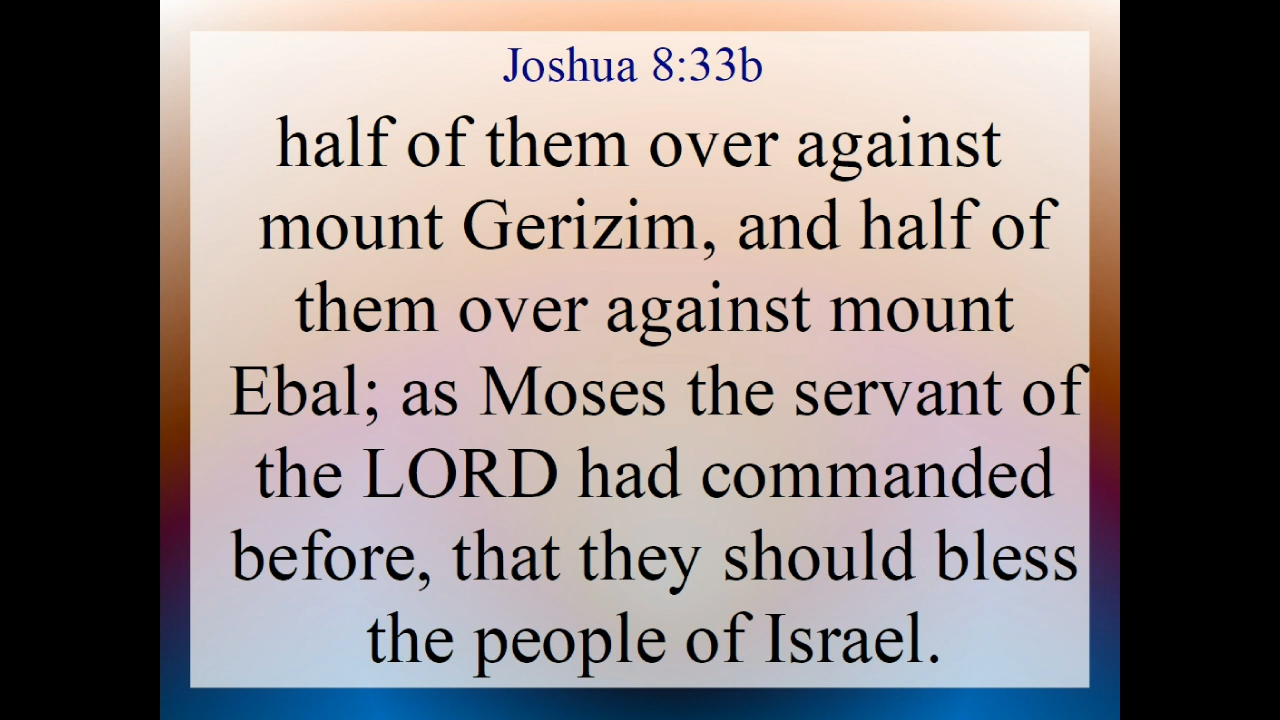 Joshua 8:33b
half of them over against
mount Gerizim, and half of
them over against mount
Ebal; as Moses the servant of
the LORD had commanded
before, that they should bless
the people of Israel.